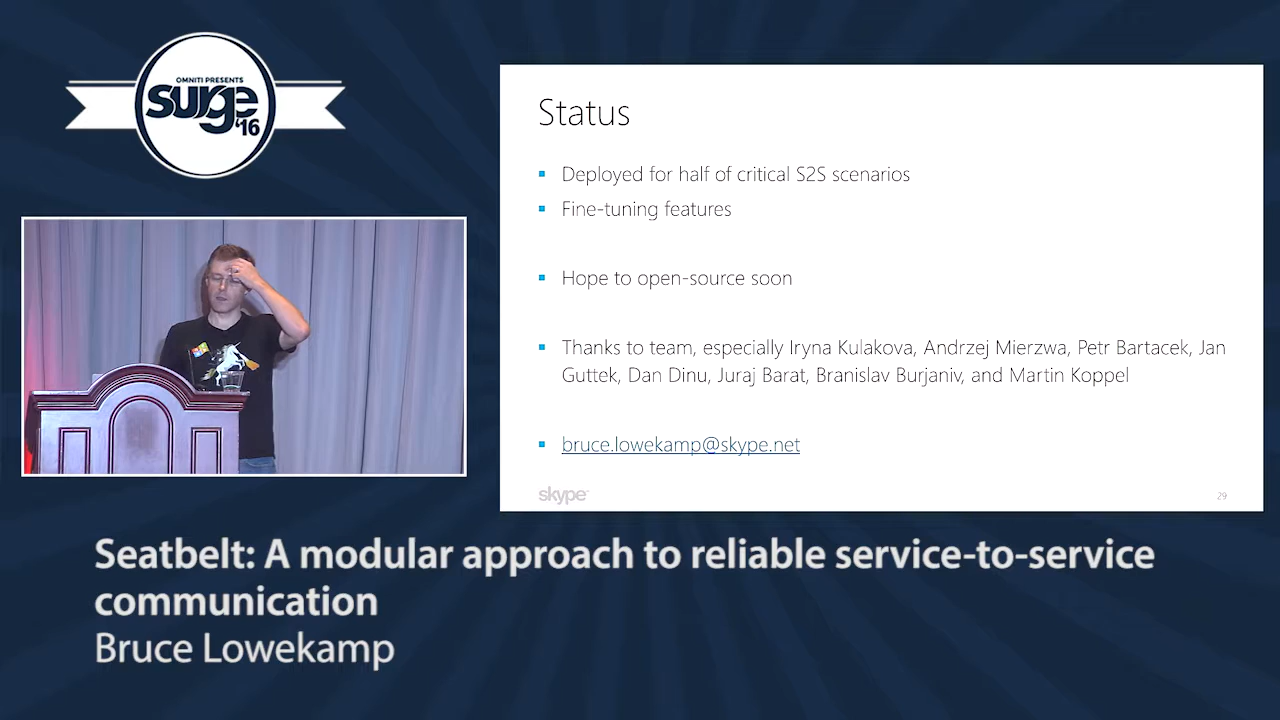 OMNITI PRESENTS
surge
'16
Status
Deployed for half of critical S2S scenarios
Fine-tuning features
Hope to open-source soon
Thanks to team, especially Iryna Kulakova, Andrzej Mierzwa, Petr Bartacek, Jan
Guttek, Dan Dinu, Juraj Barat, Branislav Burjaniv, and Martin Koppel
bruce.lowekamp@skype.net
skype
29
Seatbelt: A modular approach to reliable service-to-service
communication
Bruce Lowekamp